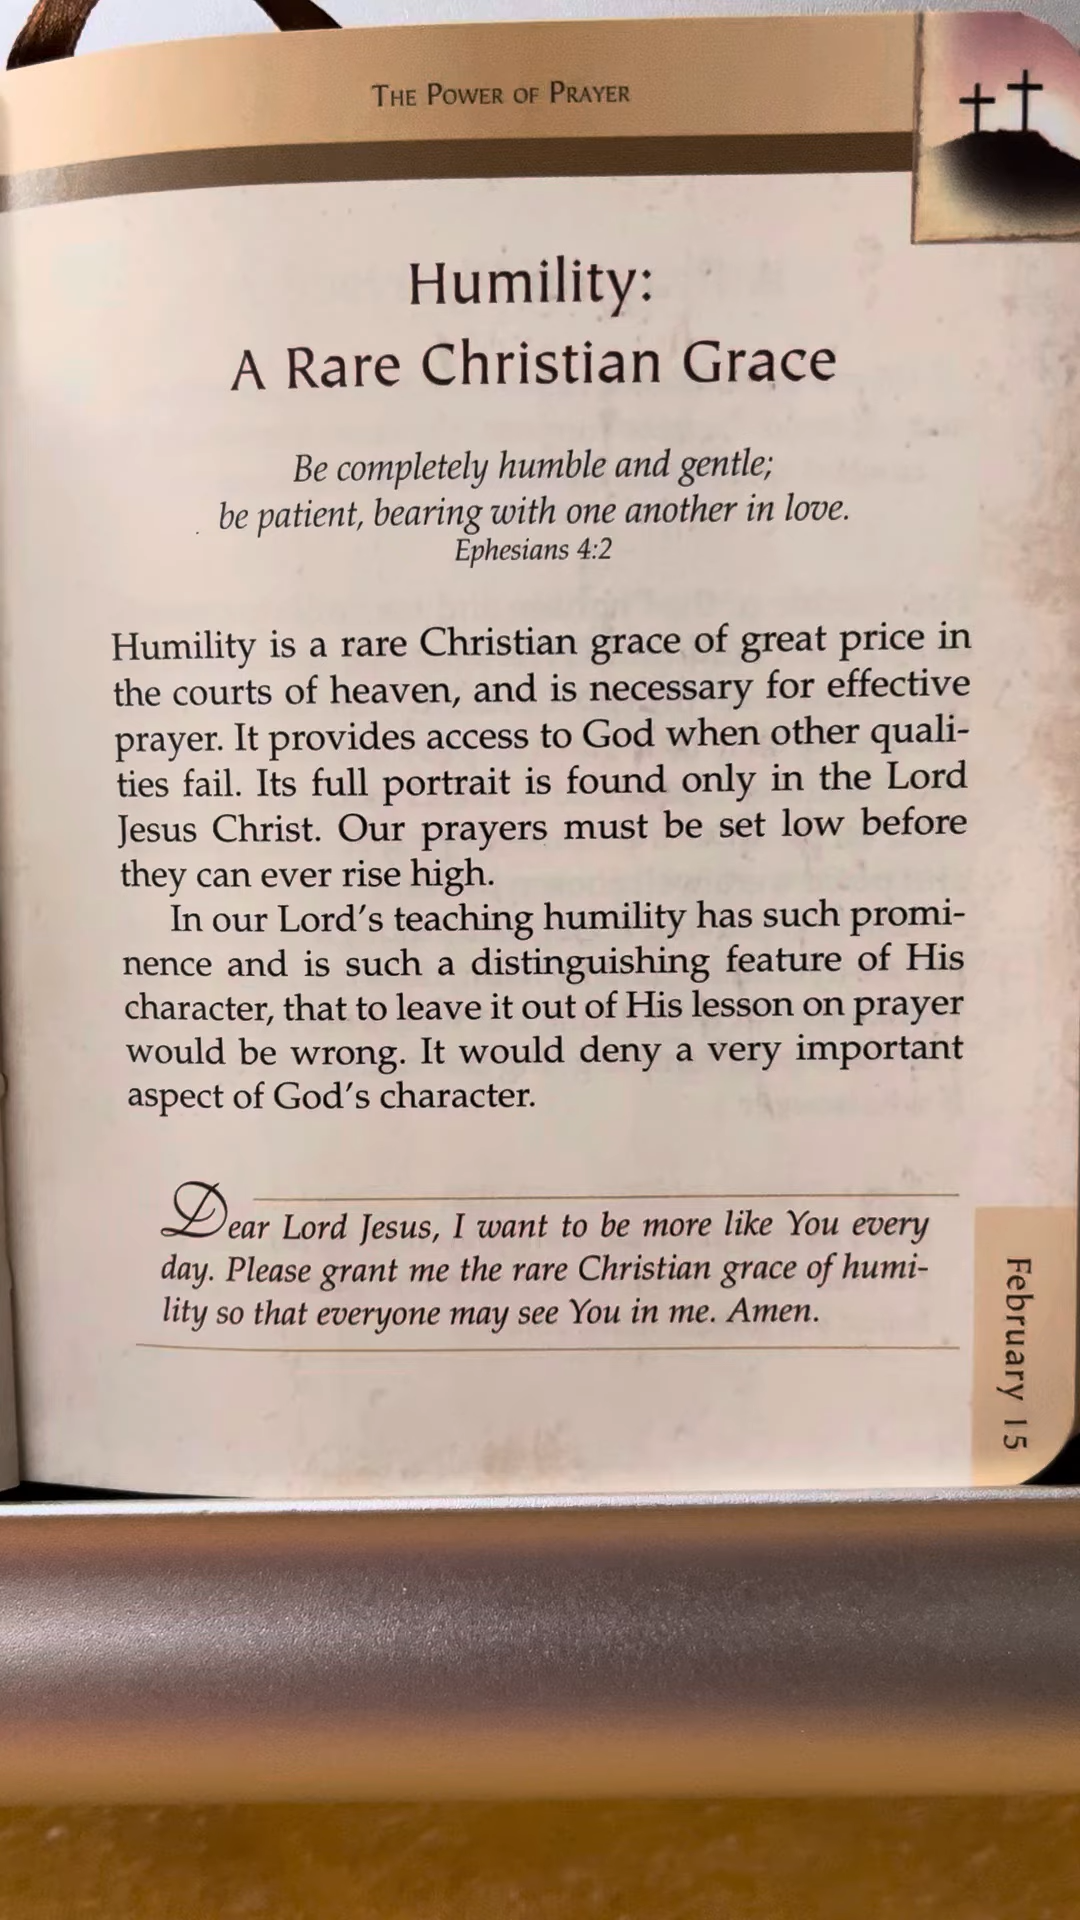 THE POWER OF PRAYER
Humility:
A Rare Christian Grace
Be completely humble and gentle;
be patient, bearing with one another in love.
Ephesians 4:2
Humility is a rare Christian grace of great price in
the courts of heaven, and is necessary for effective
prayer. It provides access to God when other quali-
ties fail. Its full portrait is found only in the Lord
Jesus Christ. Our prayers must be set low before
they can ever rise high.
In our Lord's teaching humility has such promi-
nence and is such a distinguishing feature of His
character, that to leave it out of His lesson on prayer
would be wrong. It would deny a very important
aspect of God's character.
Dear Lord Jesus, I want to be more like You every
day. Please grant me the rare Christian grace of humi-
lity so that everyone may see You in me. Amen.
February 15